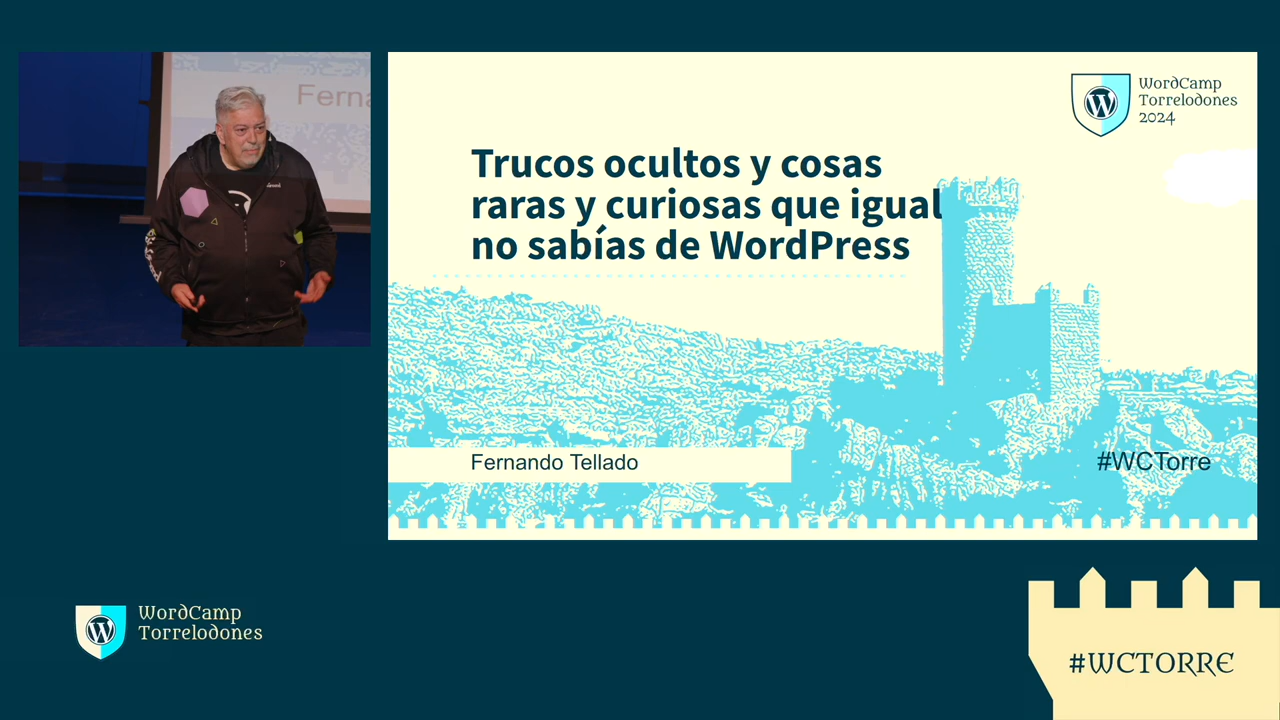 Ferna
WordCamp
Torrelodones
2024
Trucos ocultos y cosas
raras y curiosas que igual
no sabías de WordPress
Fernando Tellado
#WCTorre
WordCamp
Torrelodones
#WCTORRE